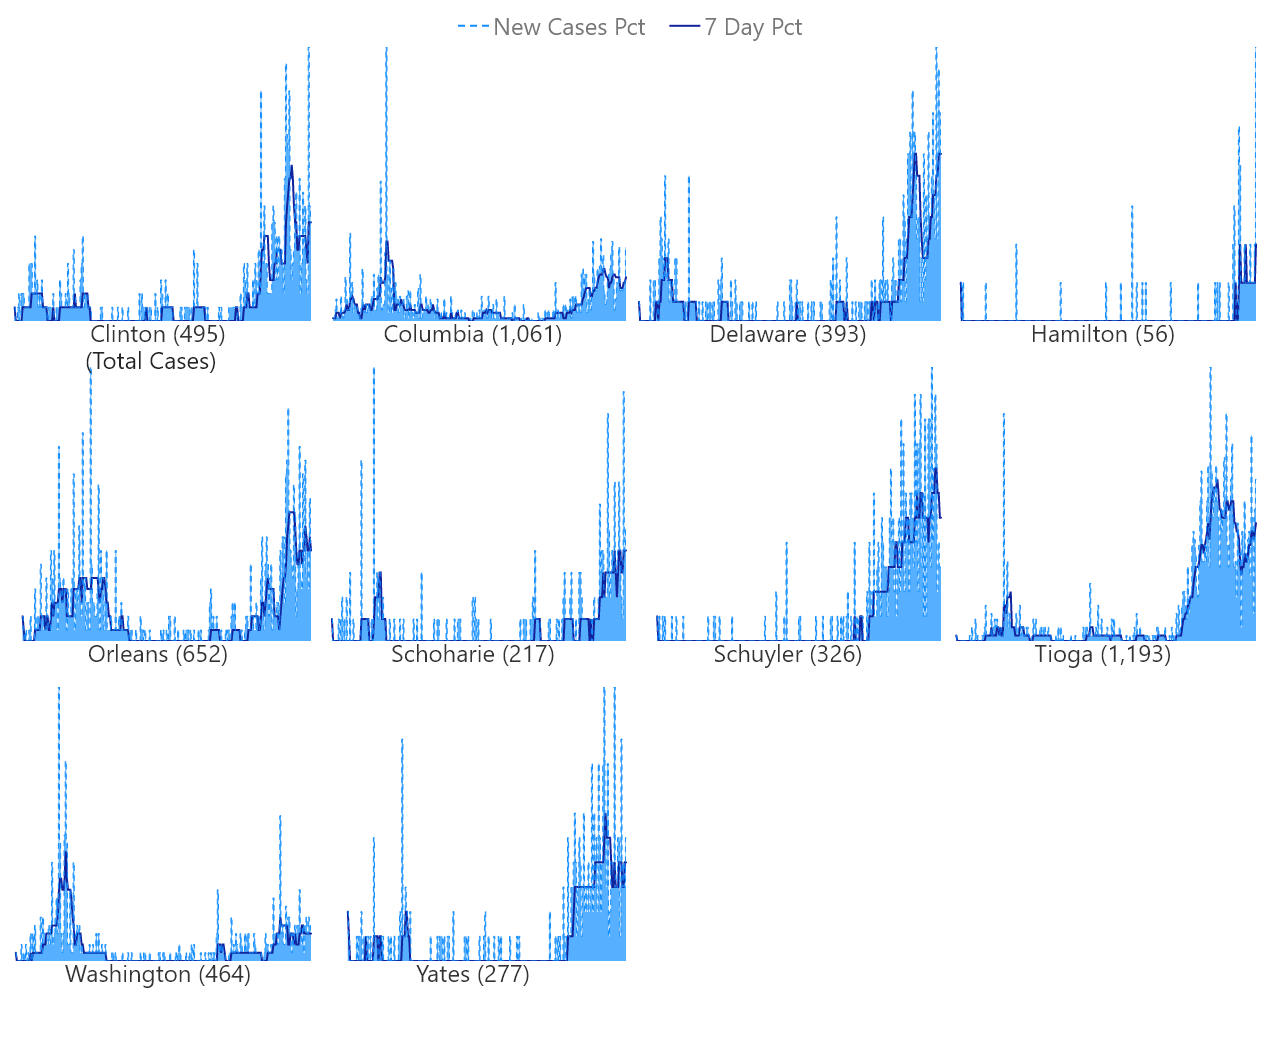 New Cases Pct 7 Day Pct
Clinton (495) Columbia (1,061) Delaware (393) Hamilton (56)
(Total Cases)
Orleans (652) Schoharie (217) Schuyler (326) Tioga (1,193)
Washington (464) Yates (277)